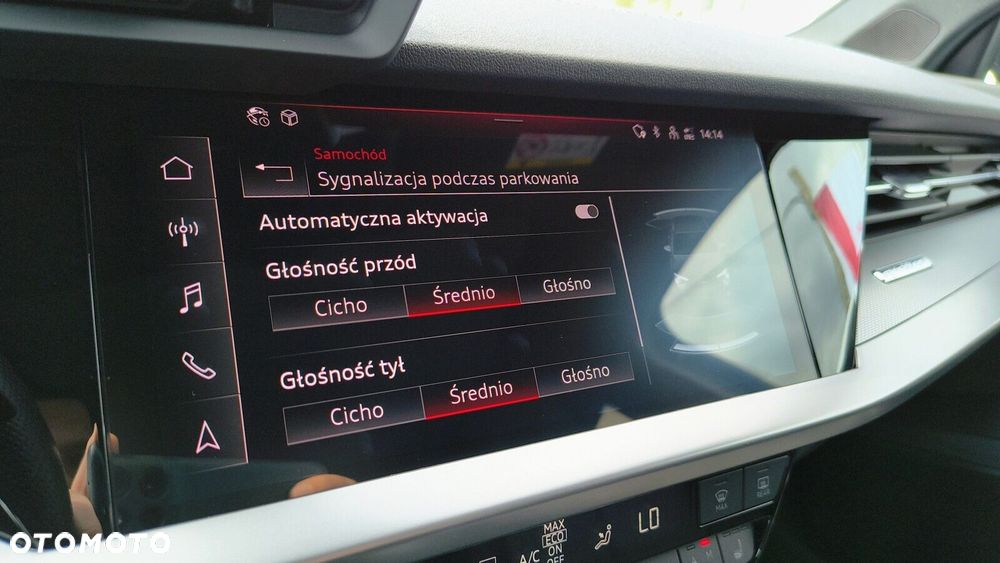 14:14
Samochód
Sygnalizacja podczas parkowania
Automatyczna aktywacja
Głośność przód
Cicho Średnio Głośno
Głośność tył
Cicho Średnio Głośno
MAX
REAR
MAX
ECO
A/C ON
OFF
LO
OTOMOTO